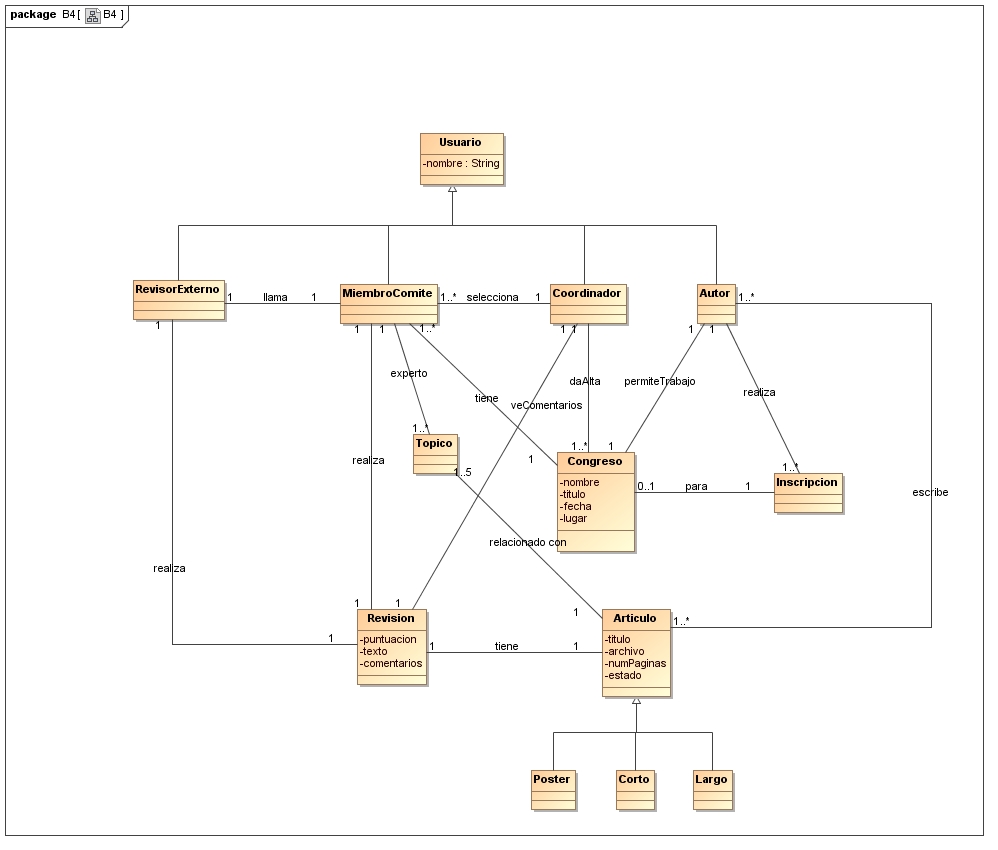 package B4 [ B4 ]
Usuario
-nombre : String
RevisorExterno
MiembroComite
Coordinador
Autor
1 llama 1
1..* selecciona 1
1..*
1
1
1
1..*
1
1
1
1
experto
daAlta
permiteTrabajo
tiene
veComentarios
realiza
1..*
Topico
1..5
1
1..*
1
Congreso
-nombre
-titulo
-fecha
-lugar
0..1 para 1
1..*
Inscripcion
escribe
realiza
relacionado con
realiza
1
1
1
Revision
-puntuacion
-texto
-comentarios
1
1 tiene 1
Articulo
-titulo
-archivo
-numPaginas
-estado
1..*
Poster
Corto
Largo